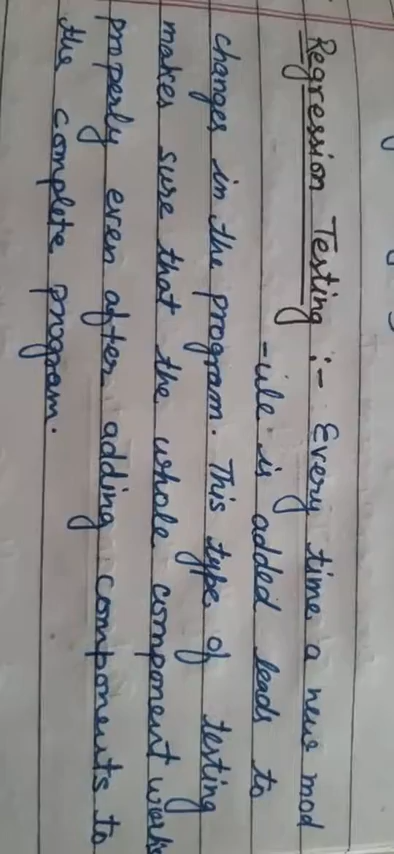 Regression Testing :- Every time a new mod
-ule is added leads to
changes in the program. This type of testing
makes sure that the whole component works
properly even after adding components to
the complete program.